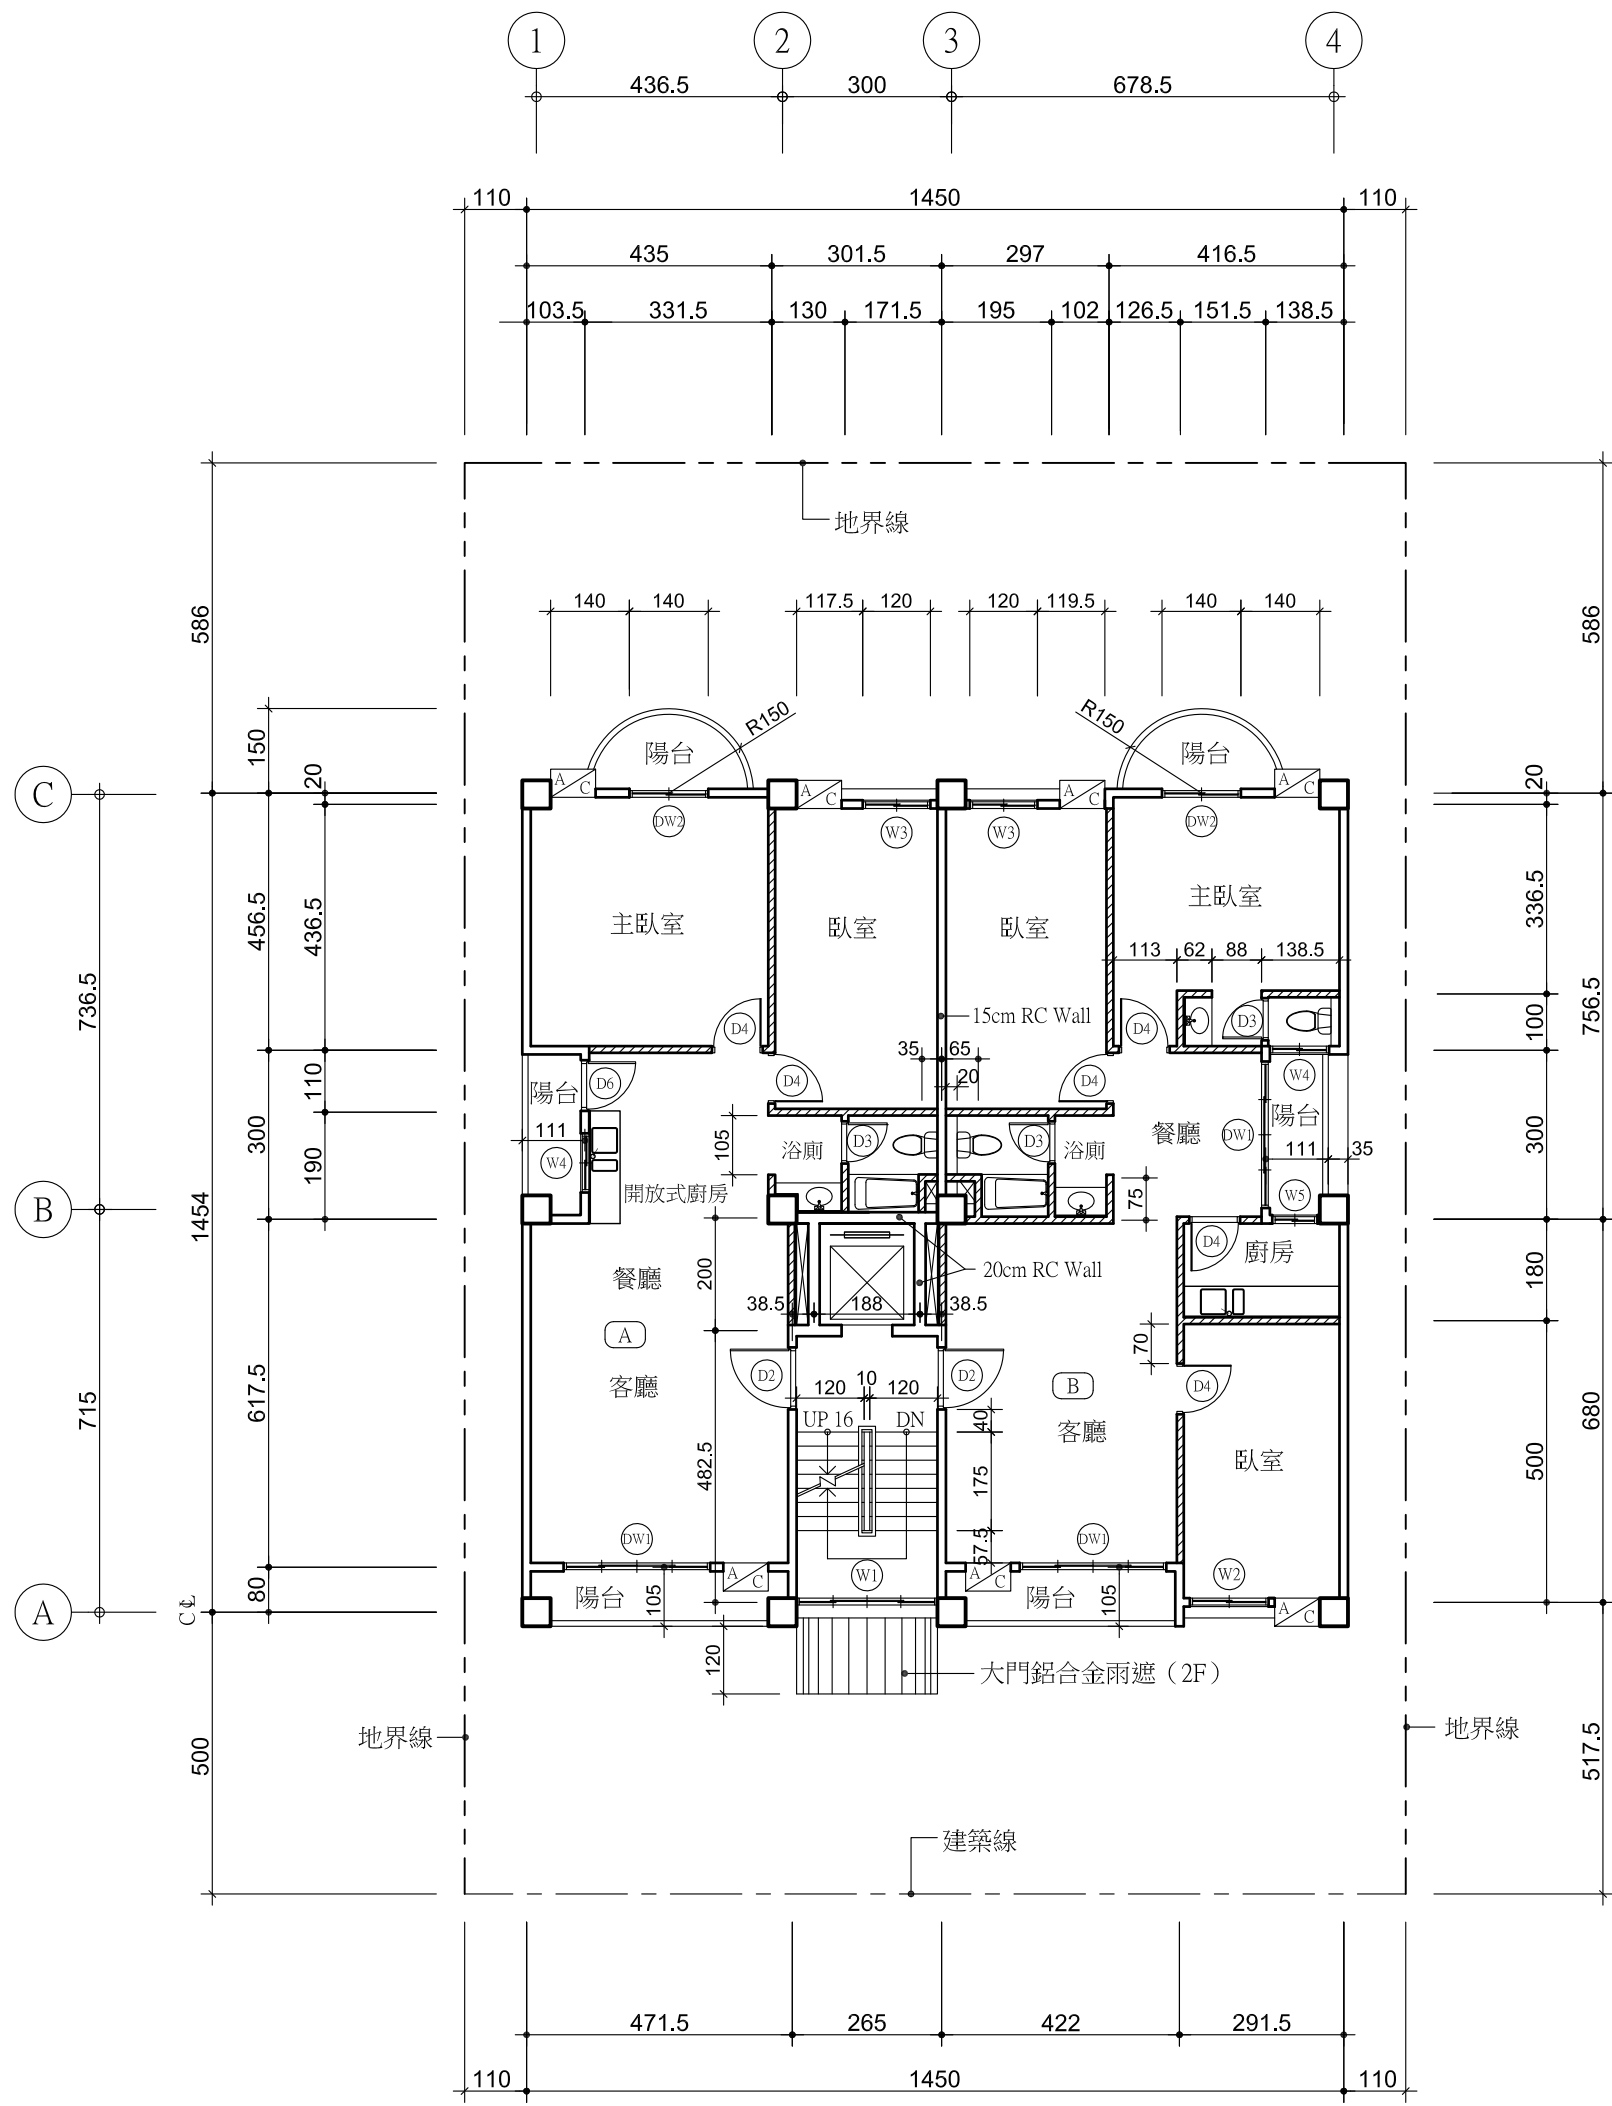 1 2 3 4
436.5 300 678.5
110 1450 110
435 301.5 297 416.5
103.5 331.5 130 171.5 195 102 126.5 151.5 138.5
地界線
586 586
140 140 117.5 120 120 119.5 140 140
150 R150 R150
陽台 陽台
20 A C A C A C A C 20
C
DW2 W3 W3 DW2
456.5 436.5 主臥室 臥室 臥室 主臥室 336.5
113 62 88 138.5
736.5 756.5
D4 15cm RC Wall D4 D3 100
35 65
110 陽台 D6 D4 20 D4 W4
陽台
300 111 105 浴廁 D3 D3 浴廁 餐廳 DW1 111 35 300
190 W4
開放式廚房 75 W5
B 1454
D4 廚房
200 餐廳 20cm RC Wall 180
38.5 188 38.5
A 70
D2 10 D2
120 120 B D4
617.5 客廳 UP 16 DN 40 客廳 680
715 482.5 175 臥室 500
DW1 57.5 DW1
A C W1 A C W2
80 陽台 105 陽台 105 A C
A C℄
120 大門鋁合金雨遮（2F）
地界線 地界線
500 517.5
建築線
471.5 265 422 291.5
110 1450 110